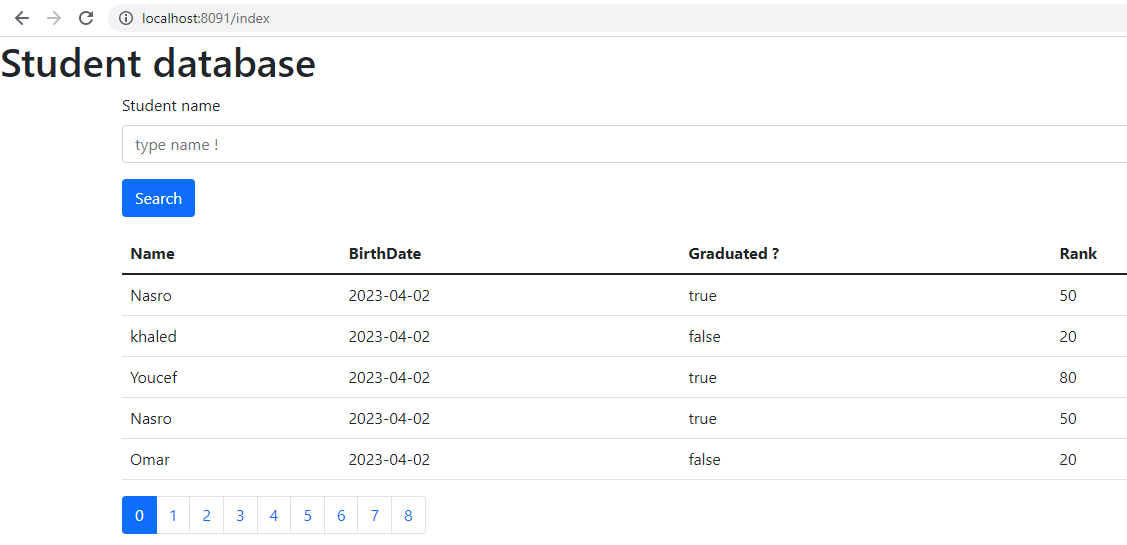 localhost:8091/index
Student database
Student name
type name !
Search
Name BirthDate Graduated ? Rank
Nasro 2023-04-02 true 50
khaled 2023-04-02 false 20
Youcef 2023-04-02 true 80
Nasro 2023-04-02 true 50
Omar 2023-04-02 false 20
0 1 2 3 4 5 6 7 8